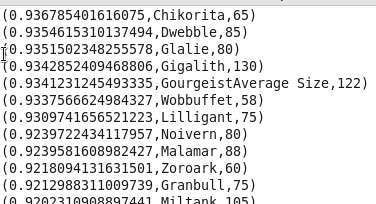 (0.936785401616075,Chikorita,65)
(0.9354615310137494,Dwebble,85)
(0.9351502348255578,Glalie,80)
(0.9342852409468806,Gigalith,130)
(0.9341231245493335,GourgeistAverage Size,122)
(0.9337566624984327,Wobbuffet,58)
(0.9309741656521223,Lilligant,75)
(0.9239722434117957,Noivern,80)
(0.9239581608982427,Malamar,88)
(0.9218094131631501,Zoroark,60)
(0.9212988311009739,Granbull,75)
(0.9202310908897441,Miltank,105)